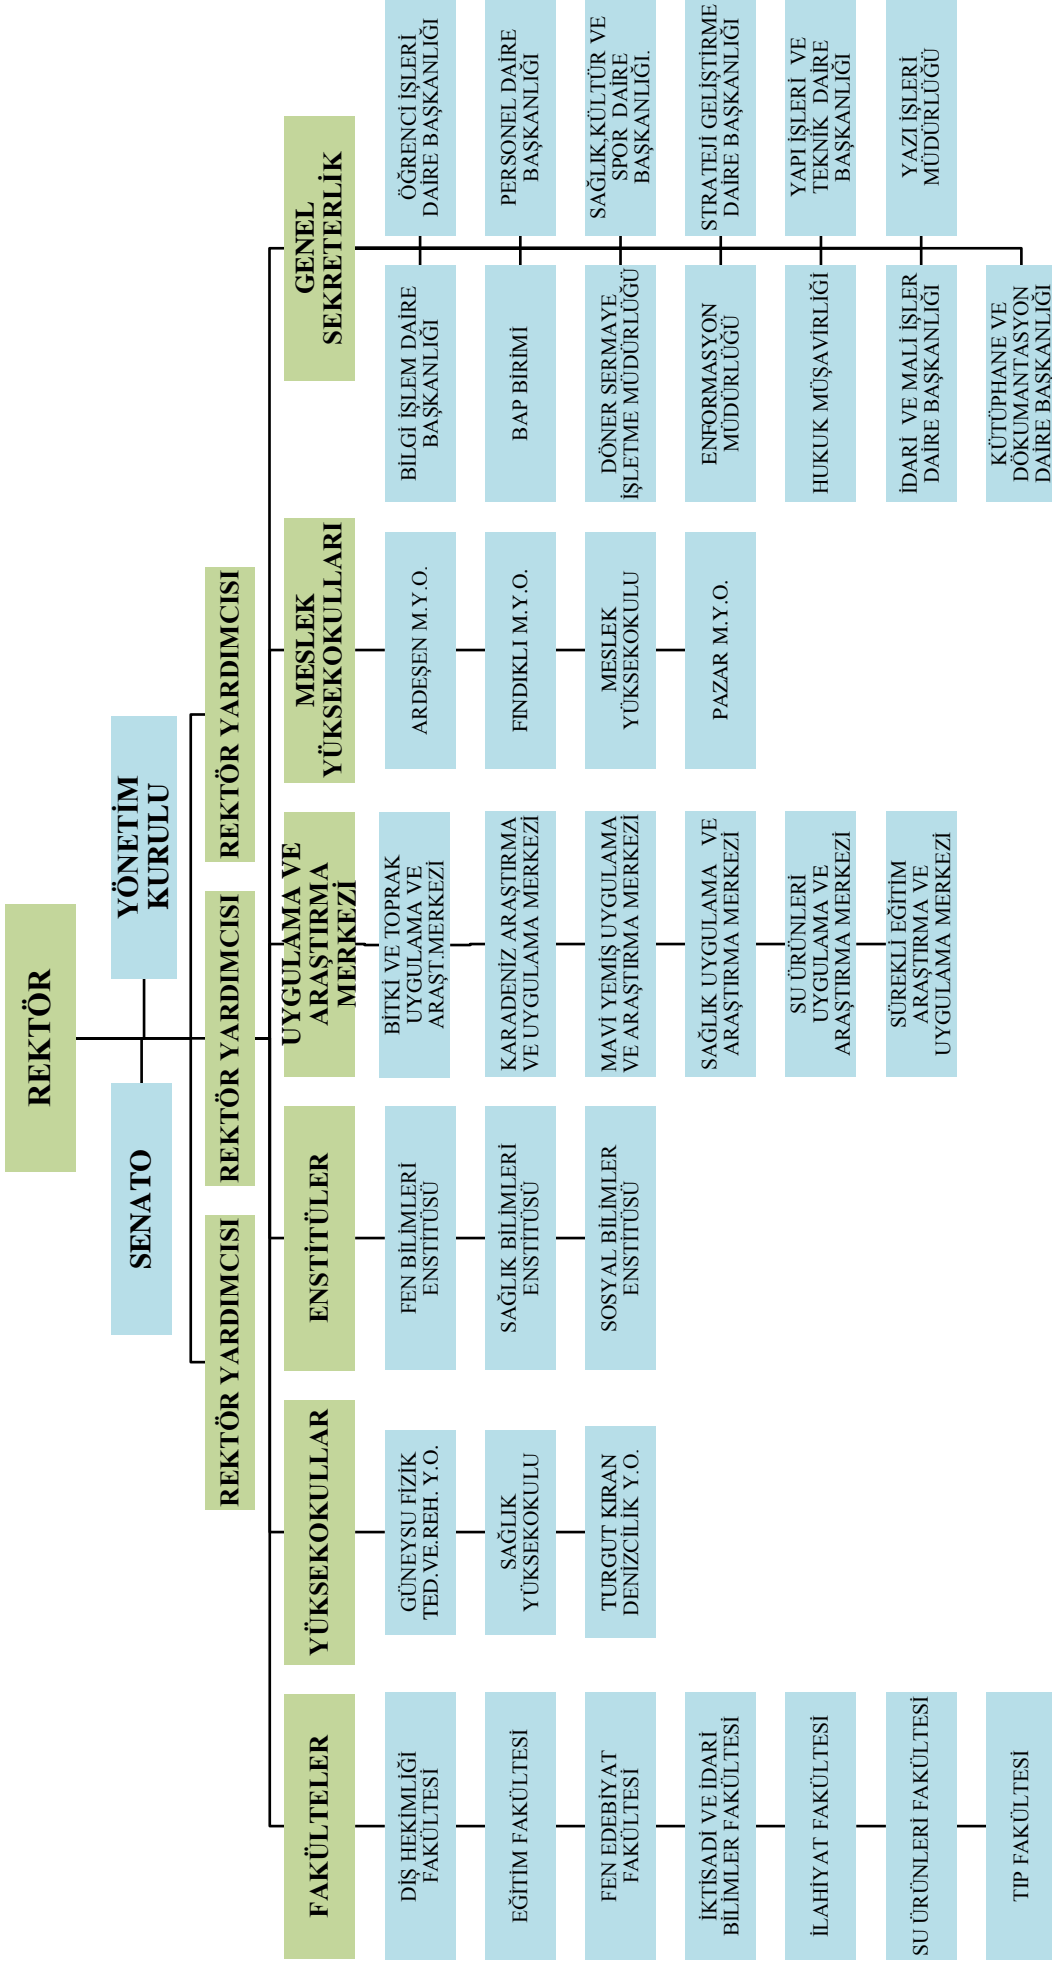 REKTÖR
SENATO
YÖNETİM
KURULU
REKTÖR YARDIMCISI
REKTÖR YARDIMCISI
REKTÖR YARDIMCISI
FAKÜLTELER
DİŞ HEKİMLİĞİ
FAKÜLTESİ
EĞİTİM FAKÜLTESİ
FEN EDEBİYAT
FAKÜLTESİ
İKTİSADİ VE İDARİ
BİLİMLER FAKÜLTESİ
İLAHİYAT FAKÜLTESİ
SU ÜRÜNLERİ FAKÜLTESİ
TIP FAKÜLTESİ
YÜKSEKOKULLAR
GÜNEYSU FİZİK
TED.VE.REH. Y.O.
SAĞLIK
YÜKSEKOKULU
TURGUT KIRAN
DENİZCİLİK Y.O.
ENSTİTÜLER
FEN BİLİMLERİ
ENSTİTÜSÜ
SAĞLIK BİLİMLERİ
ENSTİTÜSÜ
SOSYAL BİLİMLER
ENSTİTÜSÜ
UYGULAMA VE
ARAŞTIRMA
MERKEZİ
BİTKİ VE TOPRAK
UYGULAMA VE
ARAŞT.MERKEZİ
KARADENİZ ARAŞTIRMA
VE UYGULAMA MERKEZİ
MAVİ YEMİŞ UYGULAMA
VE ARAŞTIRMA MERKEZİ
SAĞLIK UYGULAMA VE
ARAŞTIRMA MERKEZİ
SU ÜRÜNLERİ
UYGULAMA VE
ARAŞTIRMA MERKEZİ
SÜREKLİ EĞİTİM
ARAŞTIRMA VE
UYGULAMA MERKEZİ
MESLEK
YÜKSEKOKULLARI
ARDEŞEN M.Y.O.
FINDIKLI M.Y.O.
MESLEK
YÜKSEKOKULU
PAZAR M.Y.O.
GENEL
SEKRETERLİK
BİLGİ İŞLEM DAİRE
BAŞKANLIĞI
ÖĞRENCİ İŞLERİ
DAİRE BAŞKANLIĞI
BAP BİRİMİ
PERSONEL DAİRE
BAŞKANLIĞI
DÖNER SERMAYE
İŞLETME MÜDÜRLÜĞÜ
SAĞLIK,KÜLTÜR VE
SPOR DAİRE
BAŞKANLIĞI.
ENFORMASYON
MÜDÜRLÜĞÜ
STRATEJİ GELİŞTİRME
DAİRE BAŞKANLIĞI
HUKUK MÜŞAVİRLİĞİ
YAPI İŞLERİ VE
TEKNİK DAİRE
BAŞKANLIĞI
İDARİ VE MALİ İŞLER
DAİRE BAŞKANLIĞI
YAZI İŞLERİ
MÜDÜRLÜĞÜ
KÜTÜPHANE VE
DÖKUMANTASYON
DAİRE BAŞKANLIĞI